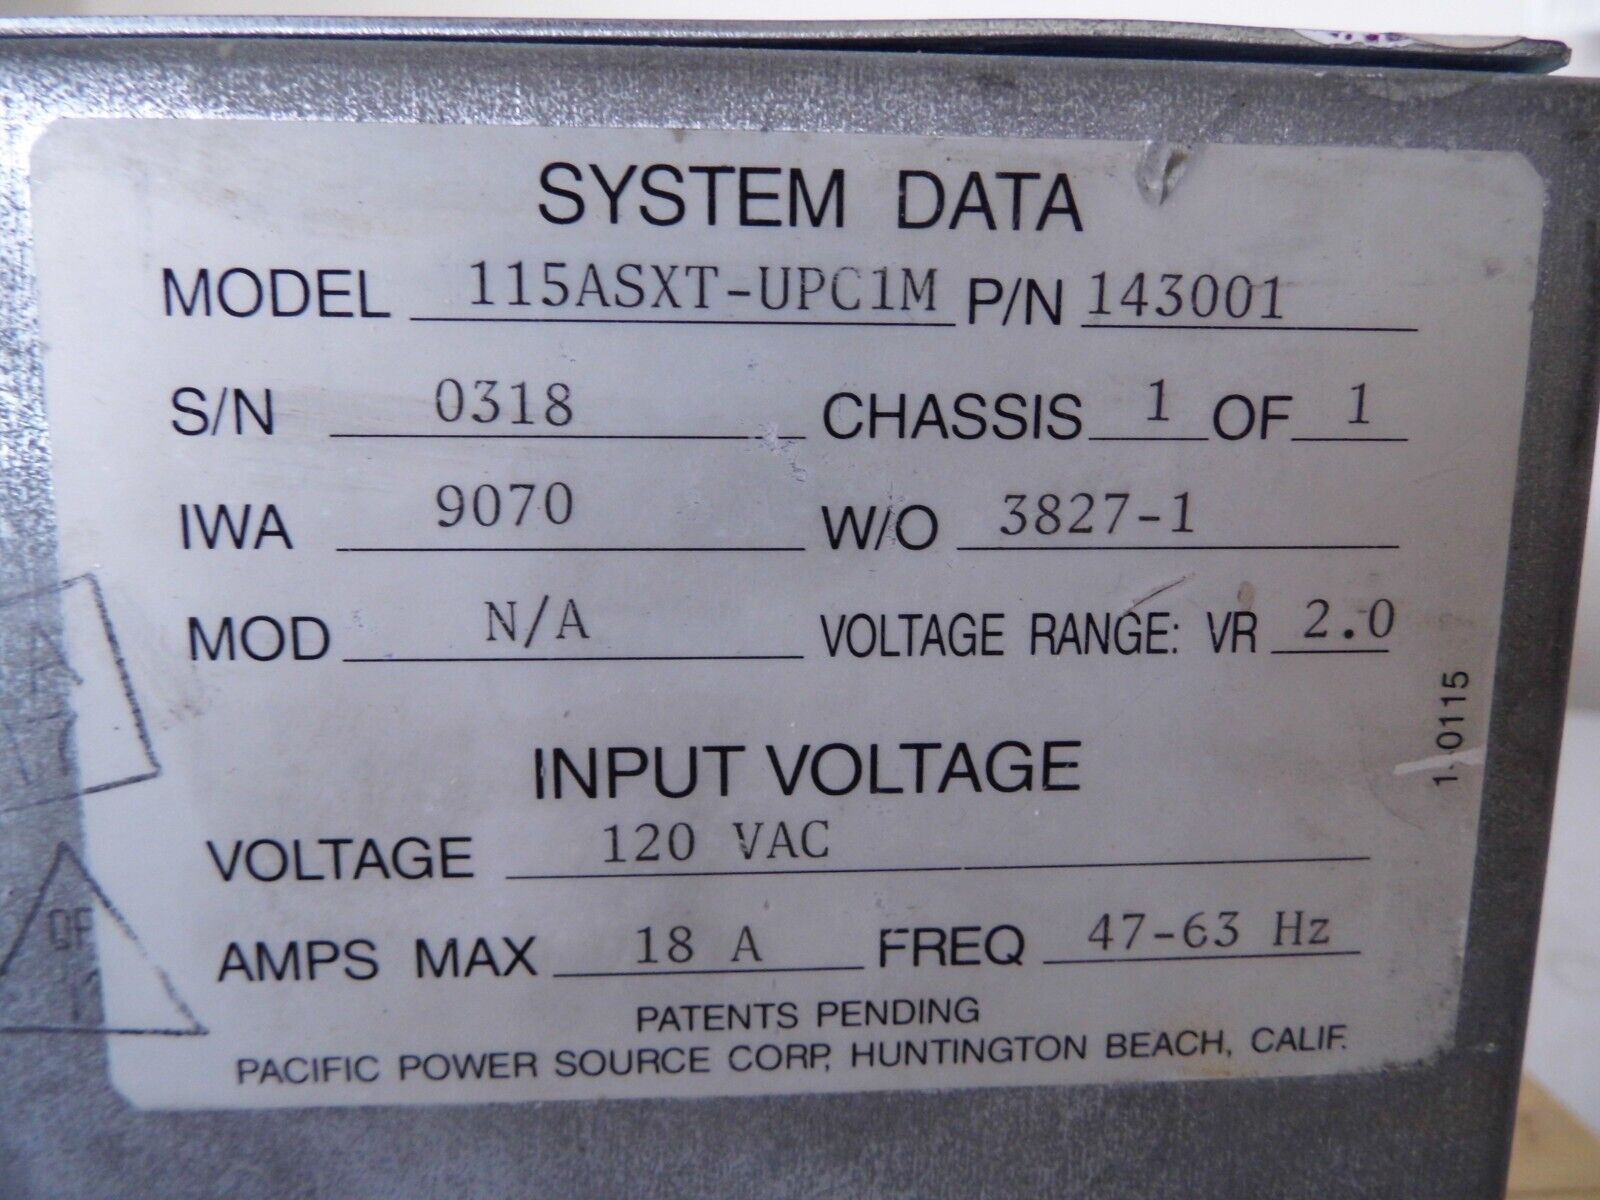 SYSTEM DATA
MODEL 115ASXT-UPC1M P/N 143001
S/N 0318 CHASSIS 1 OF 1
IWA 9070 W/O 3827-1
MOD N/A VOLTAGE RANGE: VR 2.0
INPUT VOLTAGE
VOLTAGE 120 VAC
AMPS MAX 18 A FREQ 47-63 Hz
PATENTS PENDING
PACIFIC POWER SOURCE CORP, HUNTINGTON BEACH, CALIF.